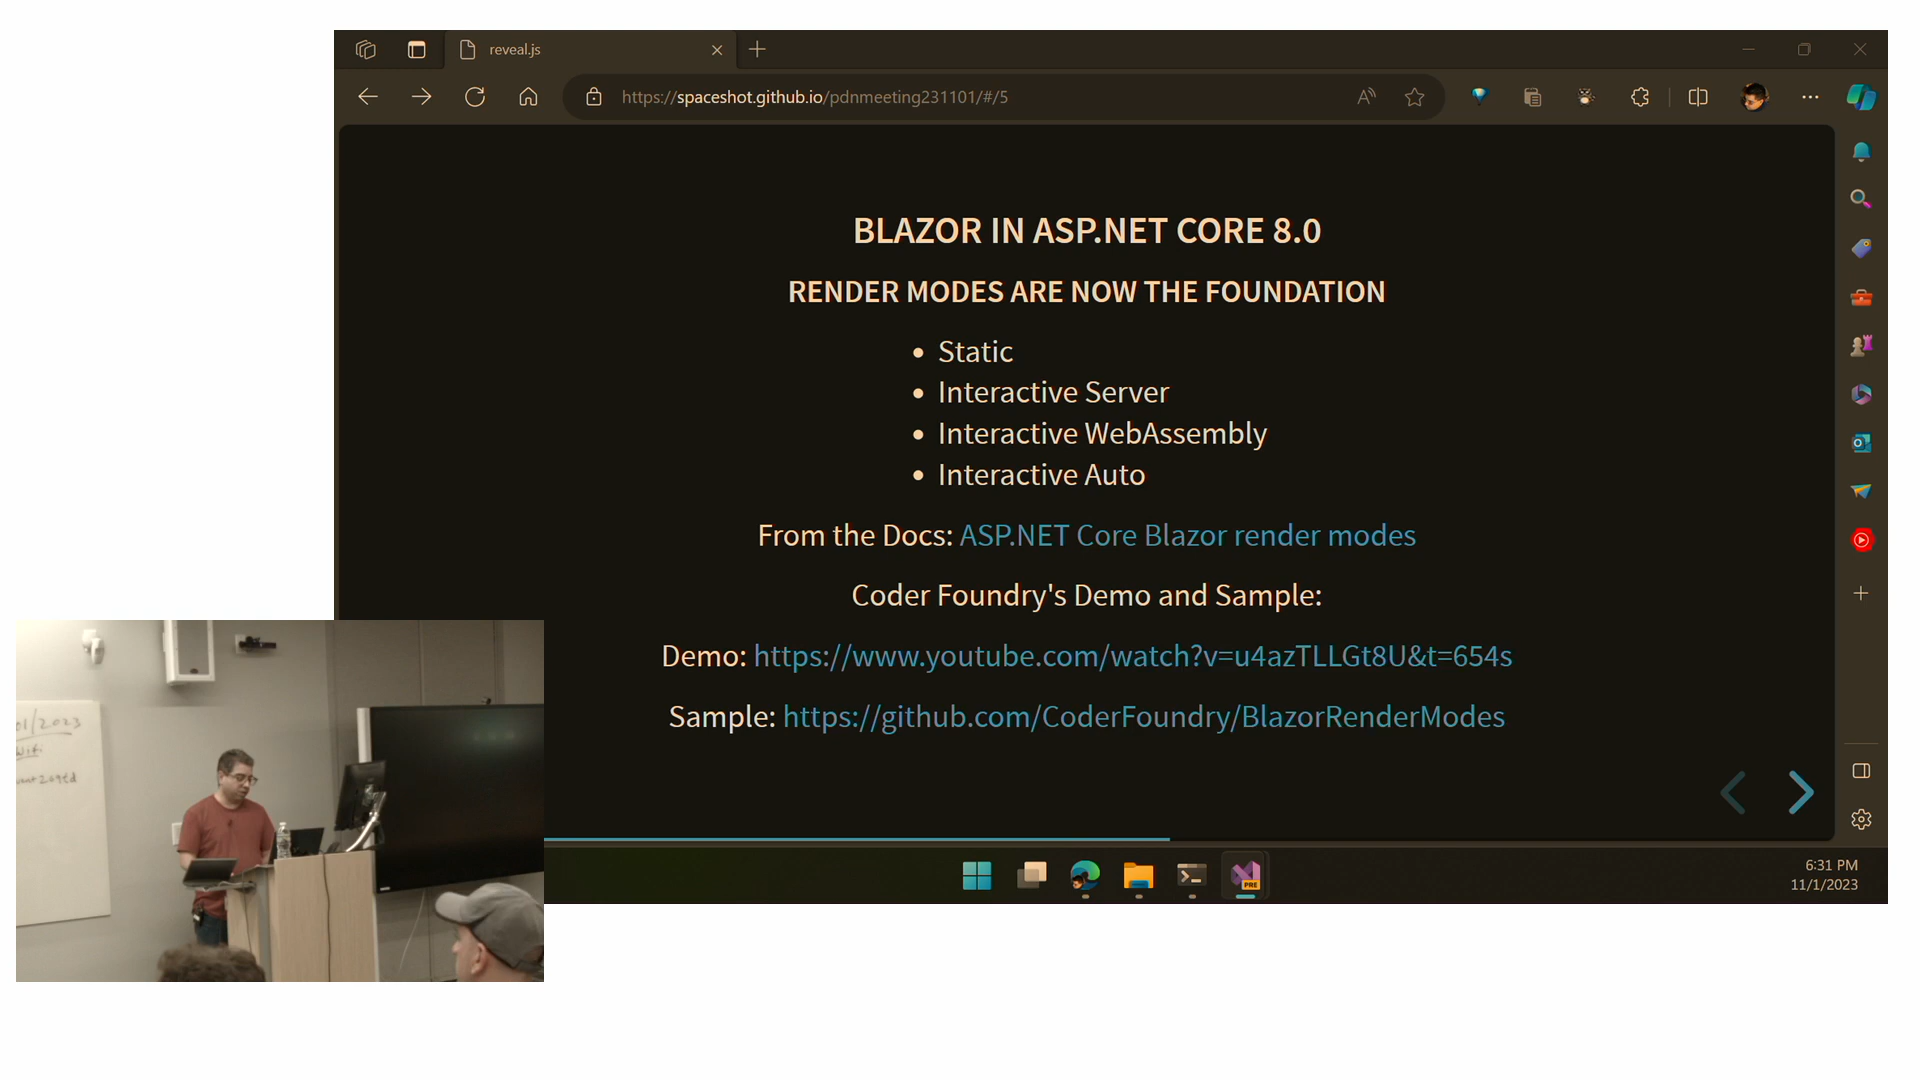 reveal.js
https://spaceshot.github.io/pdnmeeting231101/#/5
BLAZOR IN ASP.NET CORE 8.0
RENDER MODES ARE NOW THE FOUNDATION
• Static
• Interactive Server
• Interactive WebAssembly
• Interactive Auto
From the Docs: ASP.NET Core Blazor render modes
Coder Foundry's Demo and Sample:
Demo: https://www.youtube.com/watch?v=u4azTLLGt8U&t=654s
Sample: https://github.com/CoderFoundry/BlazorRenderModes
PRE
6:31 PM
11/1/2023
01/2023